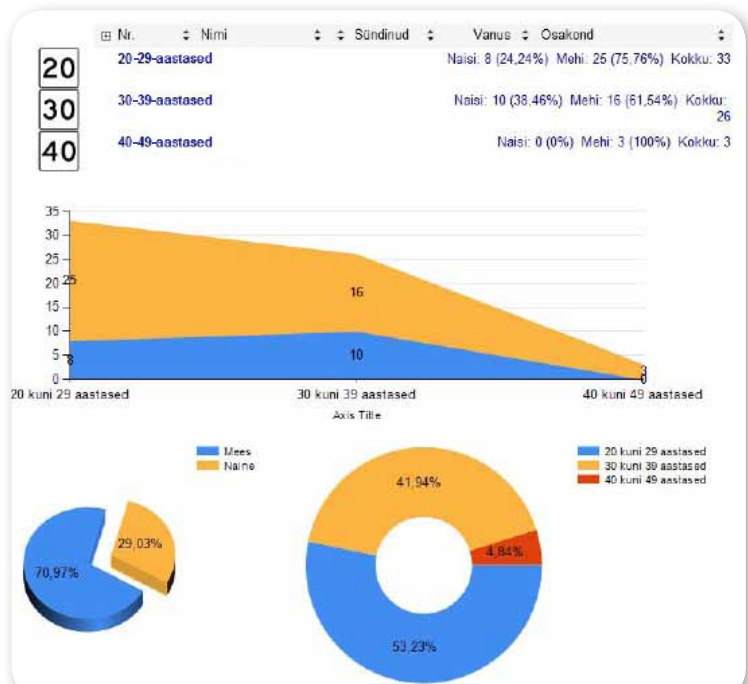 Nr. Nimi Sündinud Vanus Osakond
20 20-29-aastased Naisi: 8 (24,24%) Mehi: 25 (75,76%) Kokku: 33
30 30-39-aastased Naisi: 10 (38,46%) Mehi: 16 (61,54%) Kokku:
26
40 40-49-aastased Naisi: 0 (0%) Mehi: 3 (100%) Kokku: 3
35
30
25
20
15
10
5
0
25
8
16
10
3
0
20 kuni 29 aastased 30 kuni 39 aastased 40 kuni 49 aastased
Axis Title
Mees
Naine
70,97%
29,03%
20 kuni 29 aastased
30 kuni 39 aastased
40 kuni 49 aastased
41,94%
4,84%
53,23%